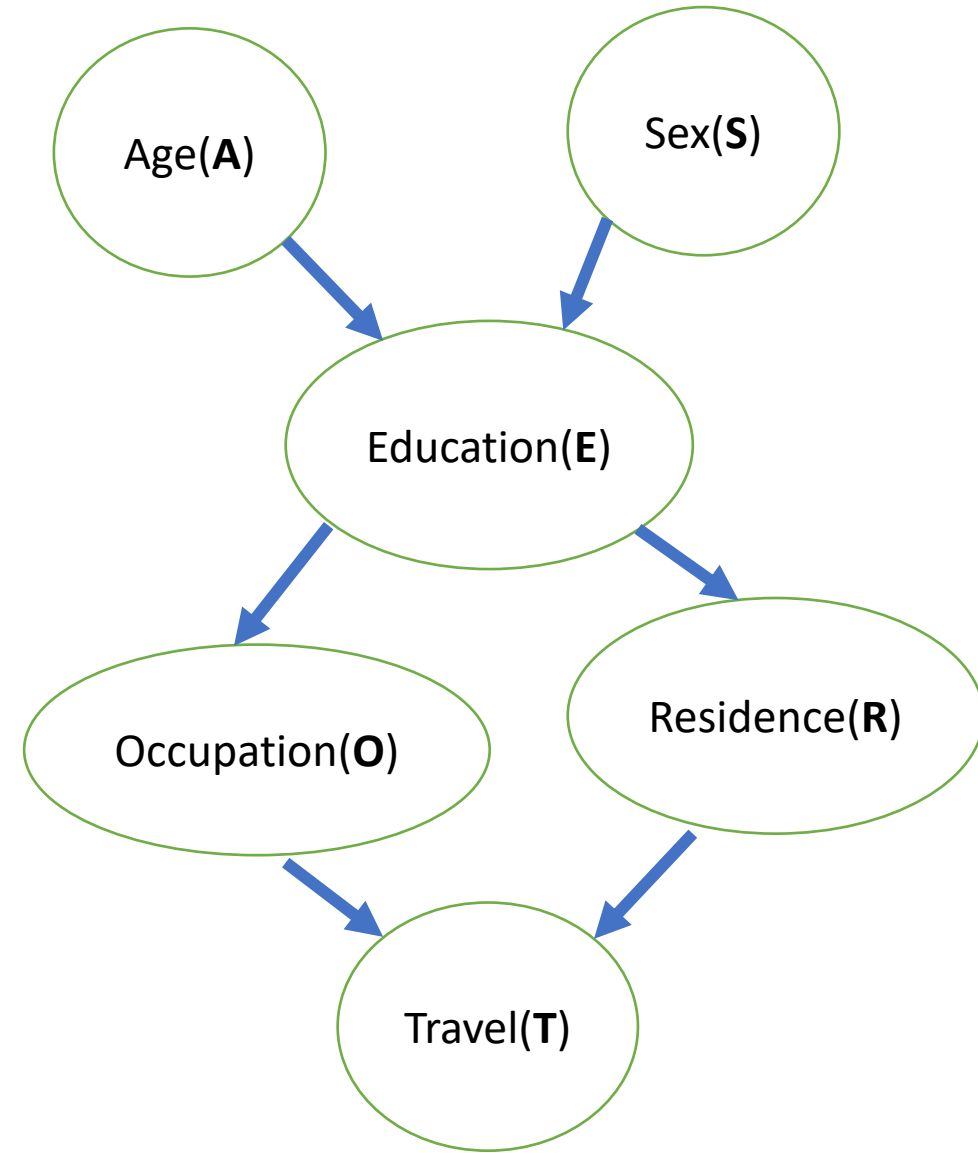 Age(A)
Sex(S)
Education(E)
Occupation(O)
Residence(R)
Travel(T)